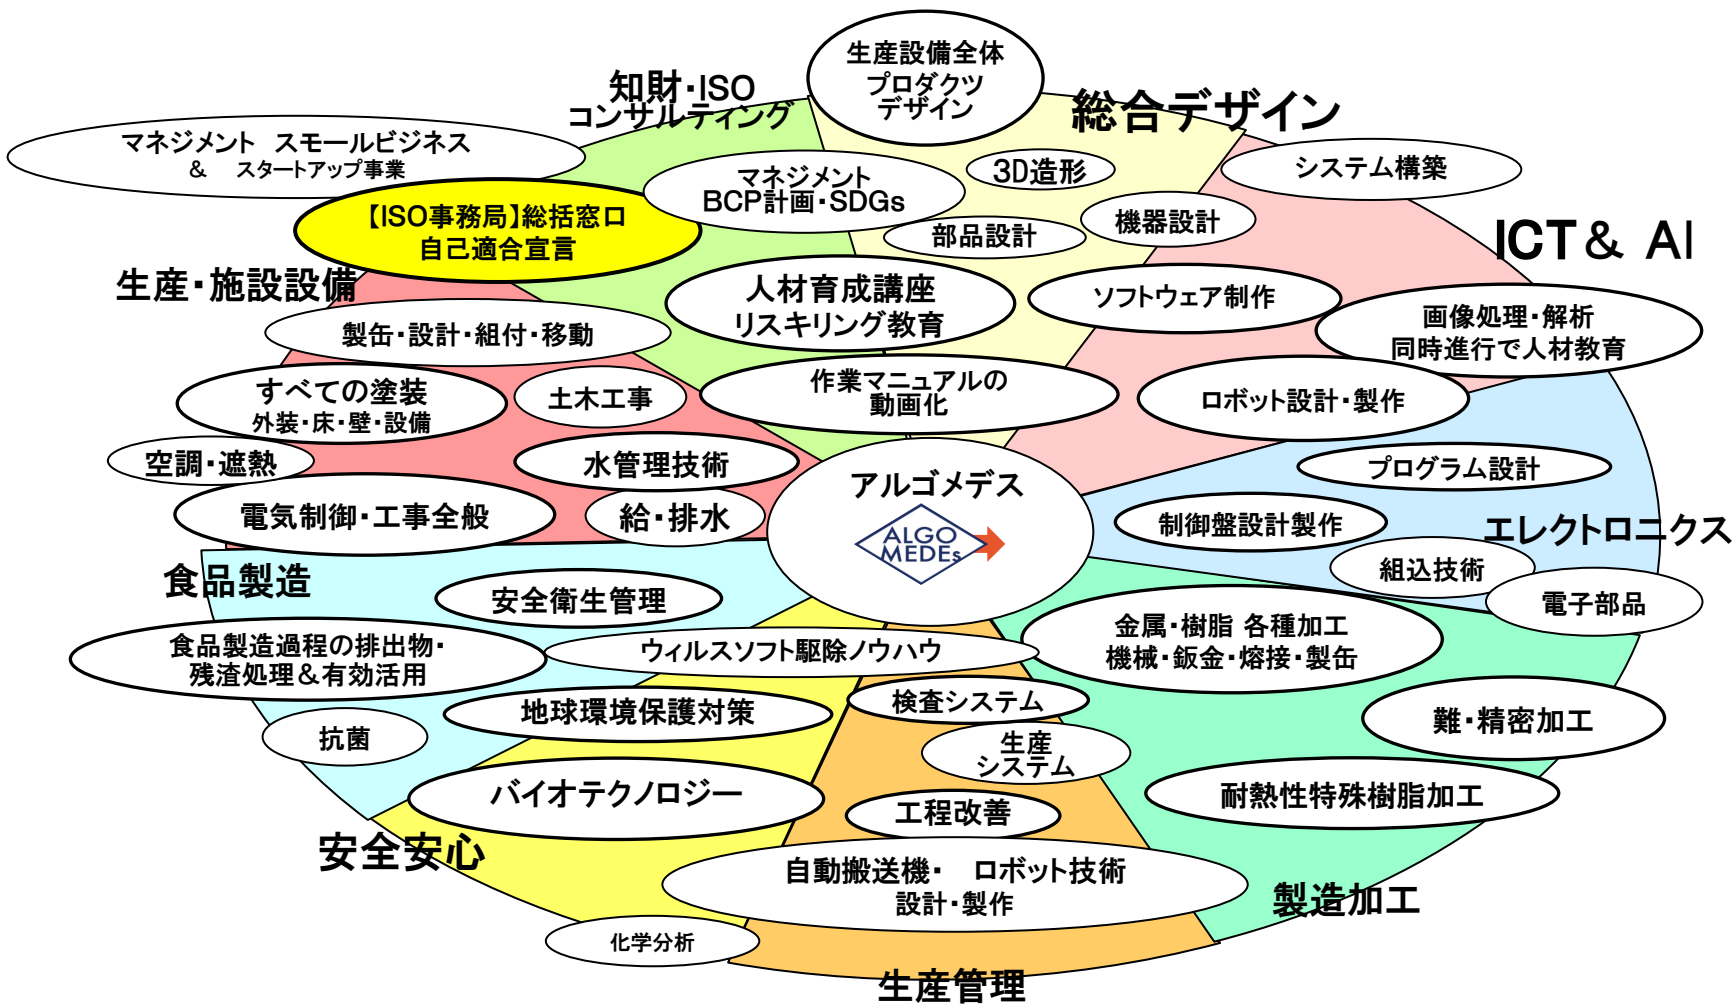 生産設備全体
プロダクツ
デザイン
知財・ISO
コンサルティング
総合デザイン
マネジメント　スモールビジネス
＆　スタートアップ事業
3D造形
システム構築
マネジメント
BCP計画・SDGs
【ISO事務局】総括窓口
自己適合宣言
部品設計
機器設計
ICT＆ AI
生産・施設設備
人材育成講座
リスキリング教育
ソフトウェア制作
製缶・設計・組付・移動
画像処理・解析
同時進行で人材教育
すべての塗装
外装・床・壁・設備
土木工事
作業マニュアルの
動画化
ロボット設計・製作
空調・遮熱
水管理技術
プログラム設計
アルゴメデス
ALGO
MEDEs
電気制御・工事全般
給・排水
制御盤設計製作
エレクトロニクス
食品製造
安全衛生管理
組込技術
電子部品
食品製造過程の排出物・
残渣処理＆有効活用
ウィルスソフト駆除ノウハウ
金属・樹脂 各種加工
機械・鈑金・熔接・製缶
地球環境保護対策
検査システム
難・精密加工
抗菌
生産
システム
バイオテクノロジー
工程改善
耐熱性特殊樹脂加工
安全安心
自動搬送機・　ロボット技術
設計・製作
製造加工
化学分析
生産管理